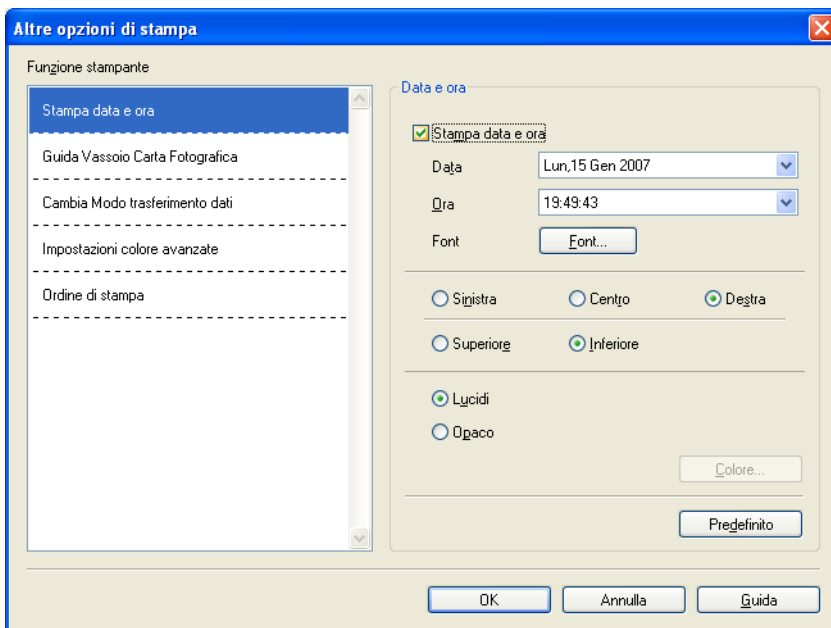 Altre opzioni di stampa
Funzione stampante
Stampa data e ora
Guida Vassoio Carta Fotografica
Cambia Modo trasferimento dati
Impostazioni colore avanzate
Ordine di stampa
Data e ora
Stampa data e ora
Data Lun,15 Gen 2007
Ora 19:49:43
Font Font...
Sinistra Centro Destra
Superiore Inferiore
Lucidi
Opaco
Colore...
Predefinito
OK Annulla Guida